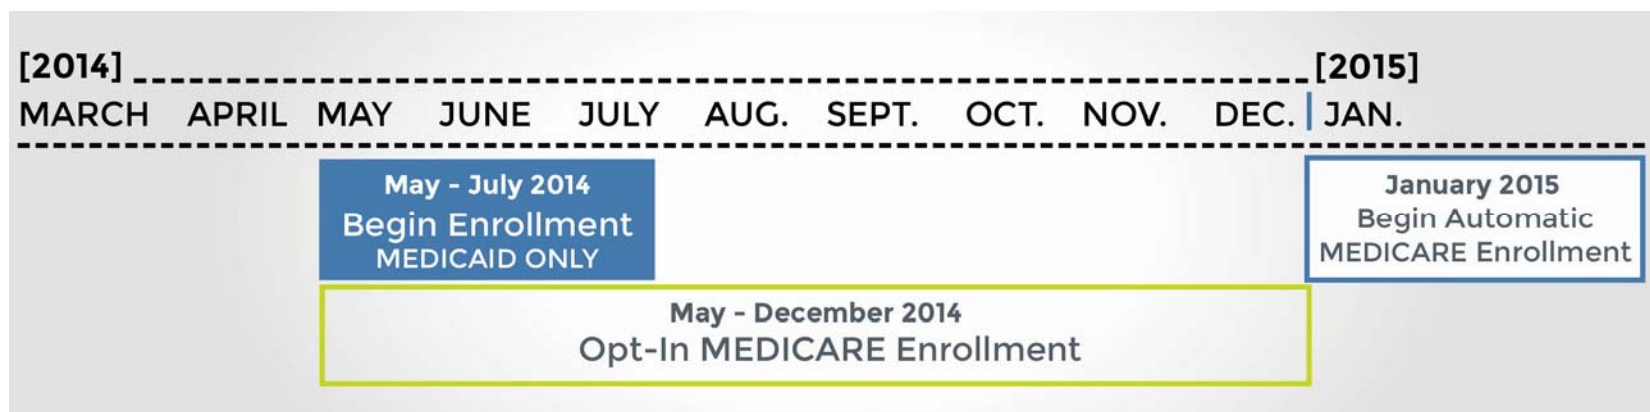 [2014] [2015]
MARCH APRIL MAY JUNE JULY AUG. SEPT. OCT. NOV. DEC. JAN.
May - July 2014
Begin Enrollment
MEDICAID ONLY
January 2015
Begin Automatic
MEDICARE Enrollment
May - December 2014
Opt-In MEDICARE Enrollment